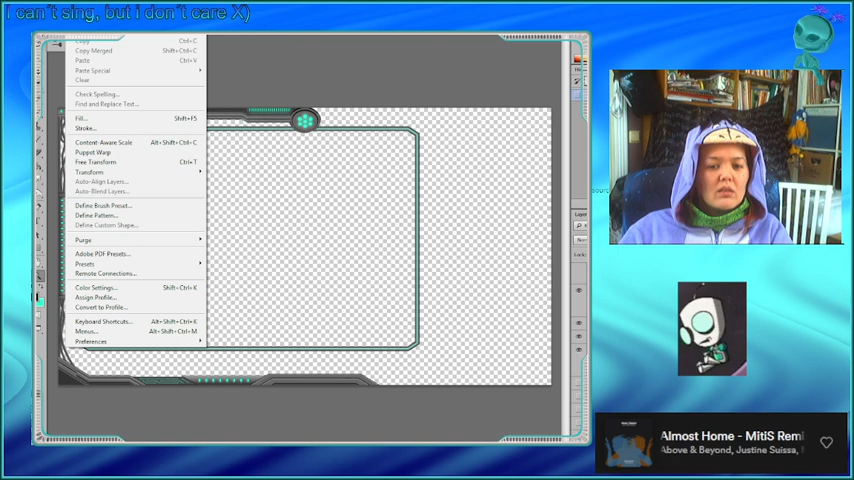 I can´t sing, but i don´t care X)
Copy Ctrl+C
Copy Merged Shift+Ctrl+C
Paste Ctrl+V
Paste Special
Clear
Check Spelling...
Find and Replace Text...
Fill... Shift+F5
Stroke...
Content-Aware Scale Alt+Shift+Ctrl+C
Puppet Warp
Free Transform Ctrl+T
Transform
Auto-Align Layers...
Auto-Blend Layers...
Define Brush Preset...
Define Pattern...
Define Custom Shape...
Purge
Adobe PDF Presets...
Presets
Remote Connections...
Color Settings... Shift+Ctrl+K
Assign Profile...
Convert to Profile...
Keyboard Shortcuts... Alt+Shift+Ctrl+K
Menus... Alt+Shift+Ctrl+M
Preferences
Almost Home - MitiS Remi
Above & Beyond, Justine Suissa,